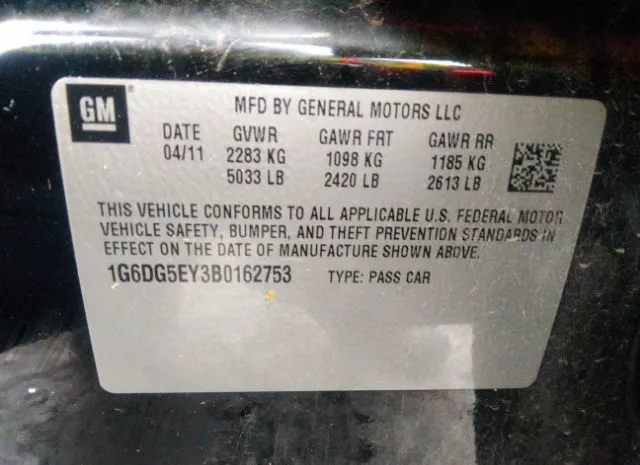 GM
MFD BY GENERAL MOTORS LLC
DATE GVWR GAWR FRT GAWR RR
04/11 2283 KG 1098 KG 1185 KG
5033 LB 2420 LB 2613 LB
THIS VEHICLE CONFORMS TO ALL APPLICABLE U.S. FEDERAL MOTOR
VEHICLE SAFETY, BUMPER, AND THEFT PREVENTION STANDARDS IN
EFFECT ON THE DATE OF MANUFACTURE SHOWN ABOVE.
1G6DG5EY3B0162753 TYPE: PASS CAR